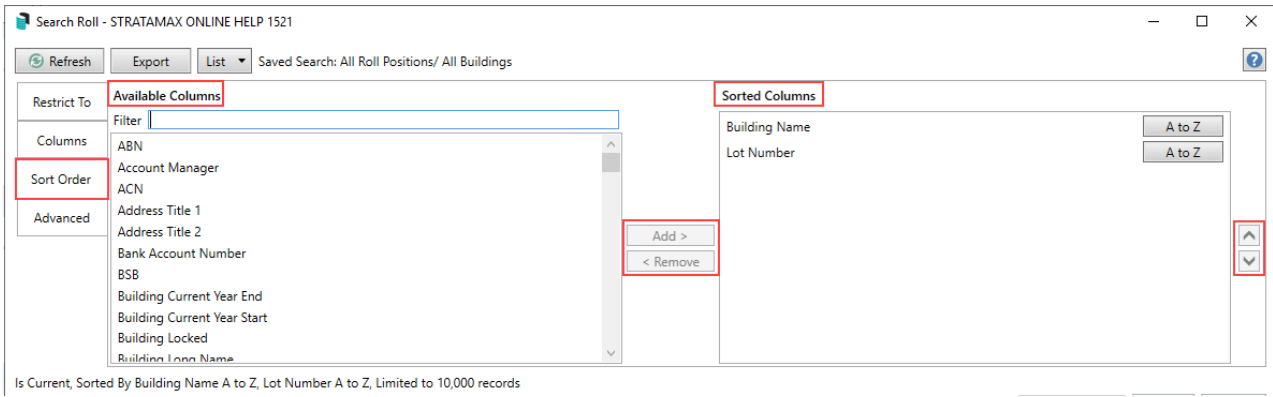 Search Roll - STRATAMAX ONLINE HELP 1521
Refresh Export List Saved Search: All Roll Positions/ All Buildings ?
Restrict To
Columns
Sort Order
Advanced
Available Columns
Filter
ABN
Account Manager
ACN
Address Title 1
Address Title 2
Bank Account Number
BSB
Building Current Year End
Building Current Year Start
Building Locked
Building Long Name
Add >
< Remove
Sorted Columns
Building Name A to Z
Lot Number A to Z
Is Current, Sorted By Building Name A to Z, Lot Number A to Z, Limited to 10,000 records